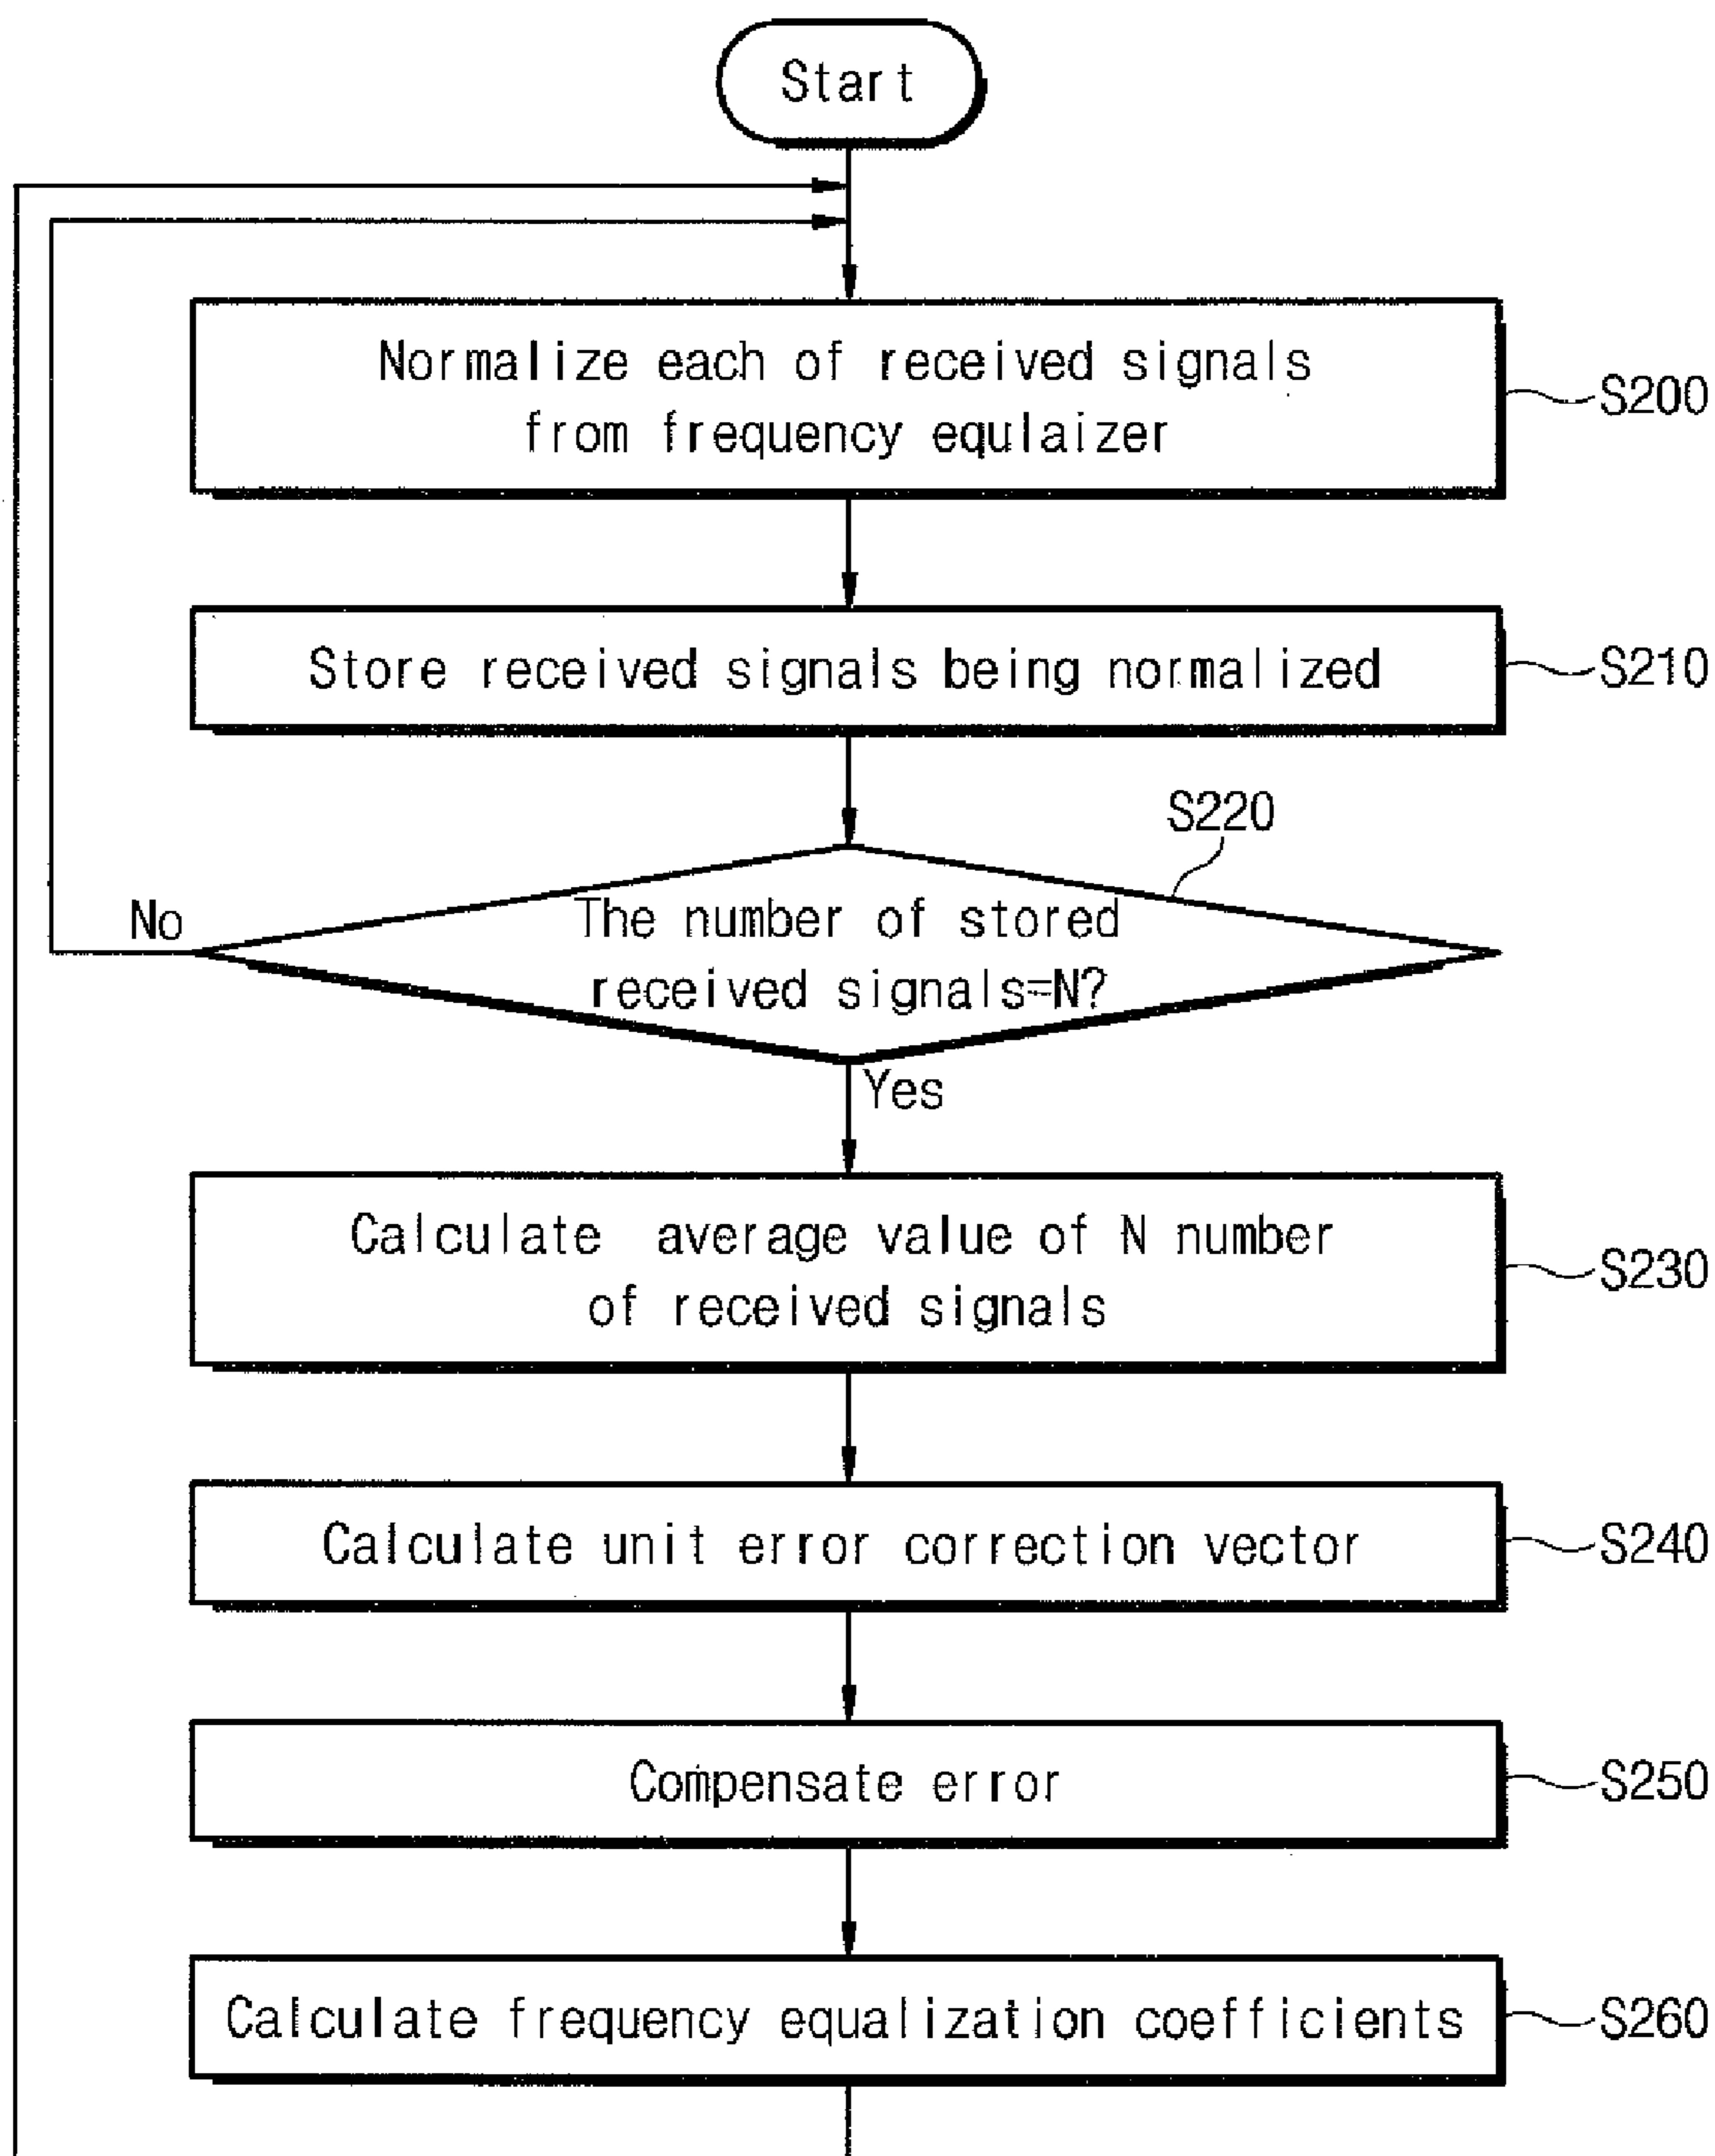 Start
Normalize each of received signals
from frequency equlaizer
S200
Store received signals being normalized
S210
S220
The number of stored
received signals=N?
No
Yes
Calculate average value of N number
of received signals
S230
Calculate unit error correction vector
S240
Compensate error
S250
Calculate frequency equalization coefficients
S260